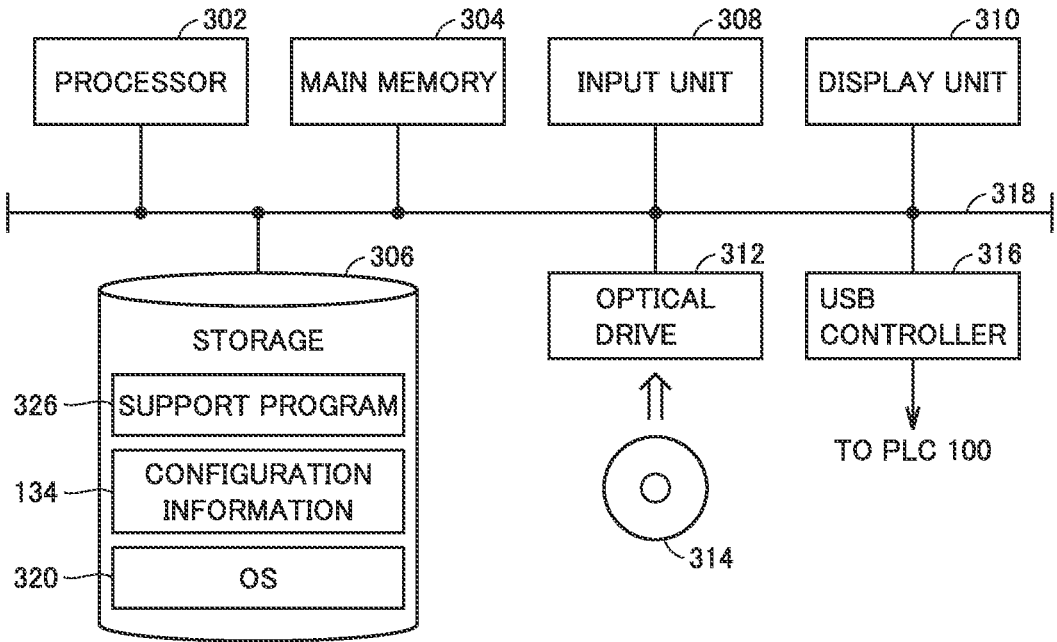 302
304
308
310
PROCESSOR
MAIN MEMORY
INPUT UNIT
DISPLAY UNIT
318
306
312
316
STORAGE
OPTICAL
DRIVE
USB
CONTROLLER
326
SUPPORT PROGRAM
TO PLC 100
134
CONFIGURATION
INFORMATION
314
320
OS